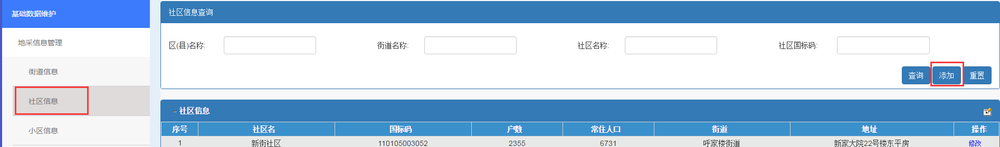 基础数据维护
地采信息管理
街道信息
社区信息
小区信息
社区信息查询
区(县)名称: 街道名称: 社区名称: 社区国标码:
查询 添加 重置
社区信息
序号 社区名 国标码 户数 常住人口 街道 地址 操作
1 新街社区 110105003052 2355 6731 呼家楼街道 新家大院22号楼东平房 修改